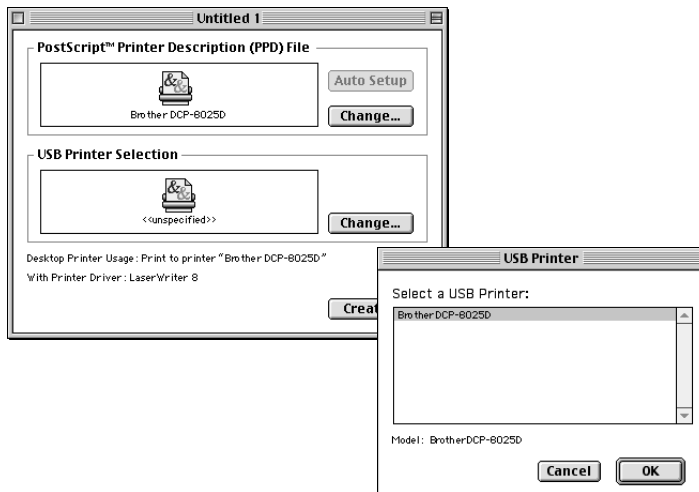 Untitled 1
PostScript™ Printer Description (PPD) File
Auto Setup
Brother DCP-8025D
Change...
USB Printer Selection
<<unspecified>>
Change...
Desktop Printer Usage: Print to printer "Brother DCP-8025D"
With Printer Driver: LaserWriter 8
Creat
USB Printer
Select a USB Printer:
Brother DCP-8025D
Model: BrotherDCP-8025D
Cancel
OK